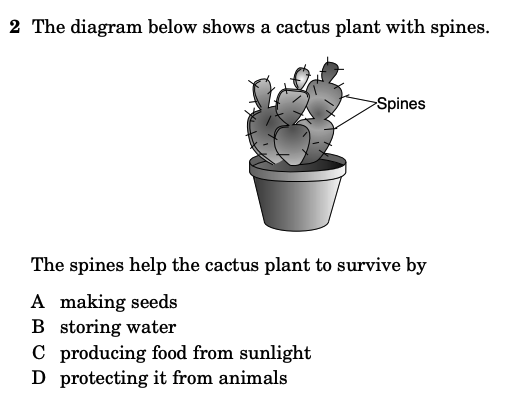 2 The diagram below shows a cactus plant with spines.
Spines
The spines help the cactus plant to survive by
A making seeds
B storing water
C producing food from sunlight
D protecting it from animals